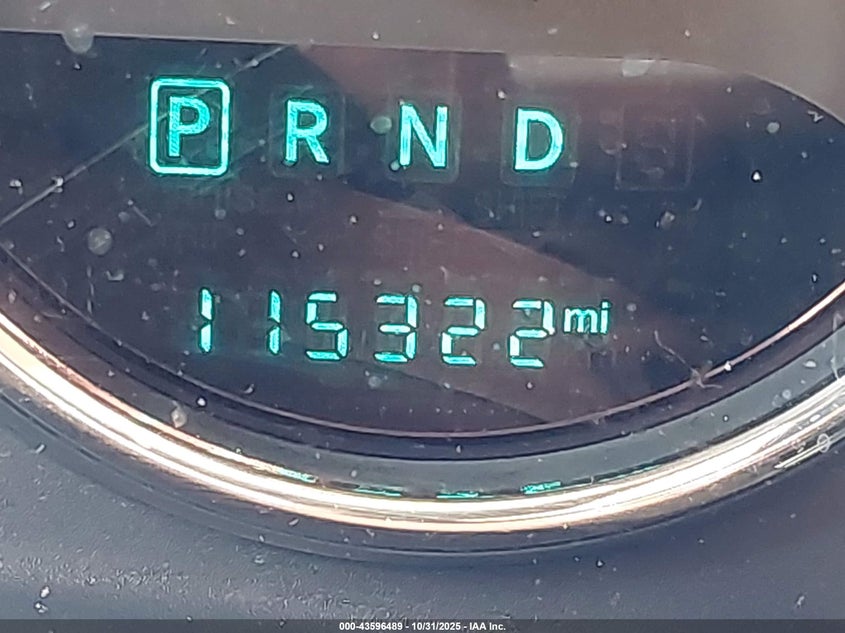 P R N D
115322 mi
000-43596489 - 10/31/2025 - IAA Inc.